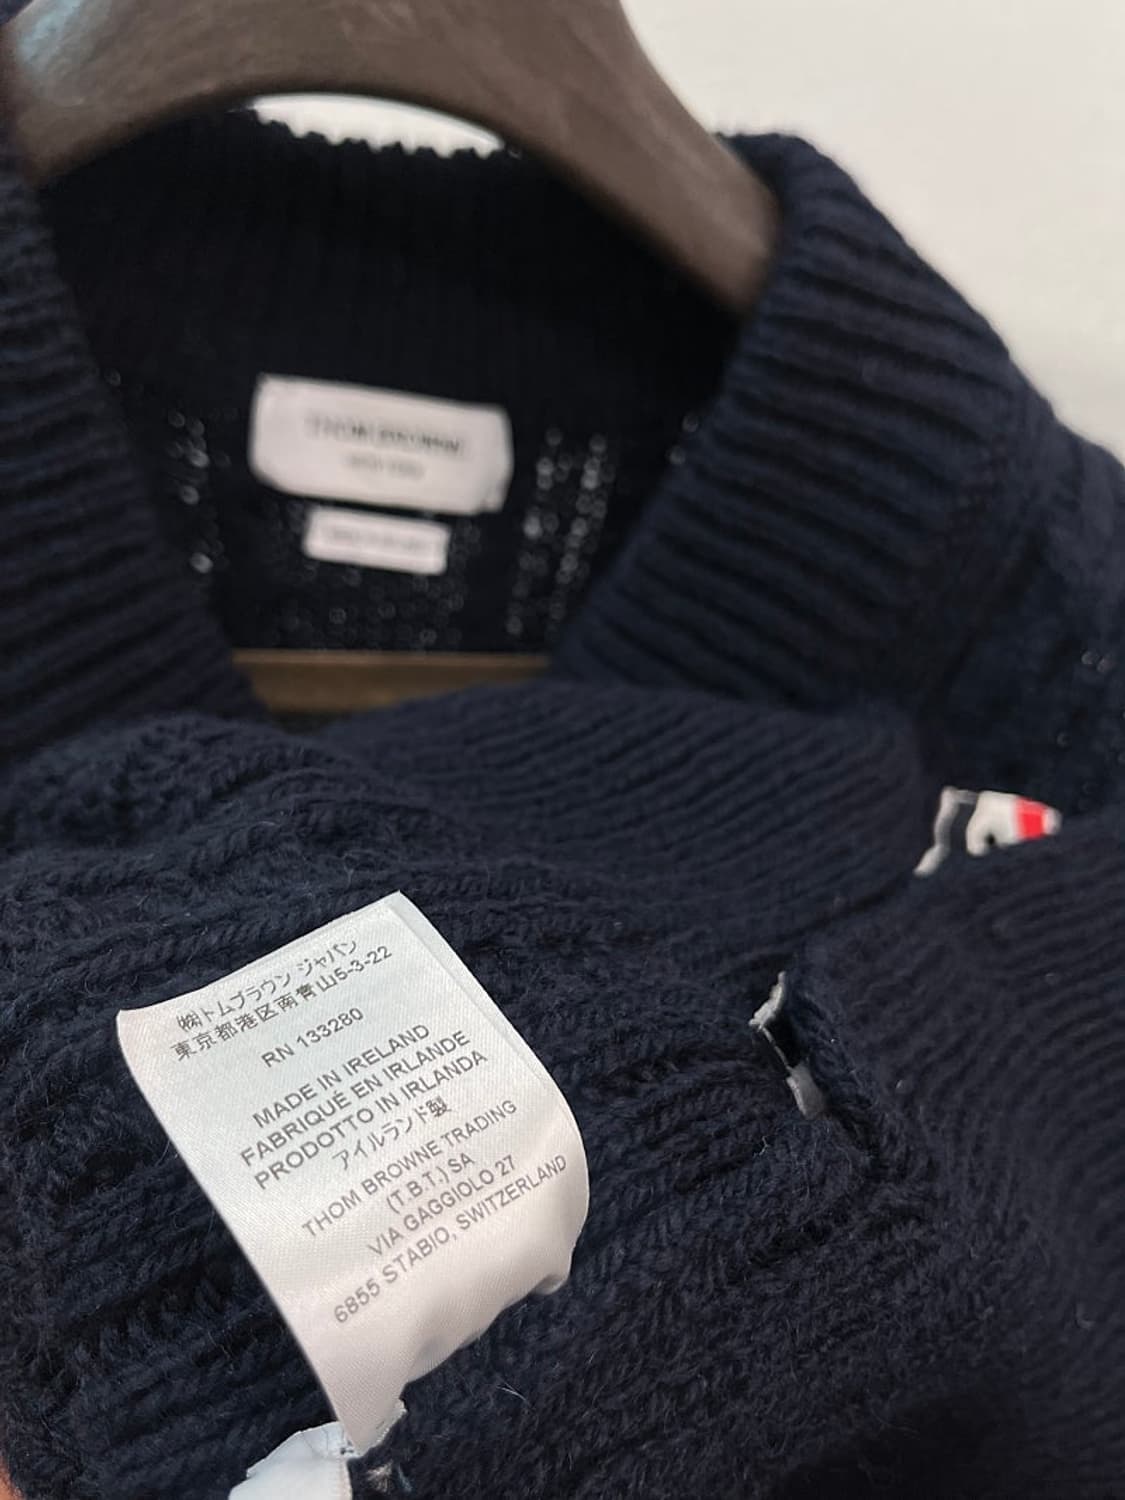 THOM BROWNE
㈱トムブラウン ジャパン
東京都港区南青山5-3-22
RN 133280
MADE IN IRELAND
FABRIQUÉ EN IRLANDE
PRODOTTO IN IRLANDA
アイルランド製
THOM BROWNE TRADING
(T.B.T.) SA
VIA GAGGIOLO 27
6855 STABIO, SWITZERLAND